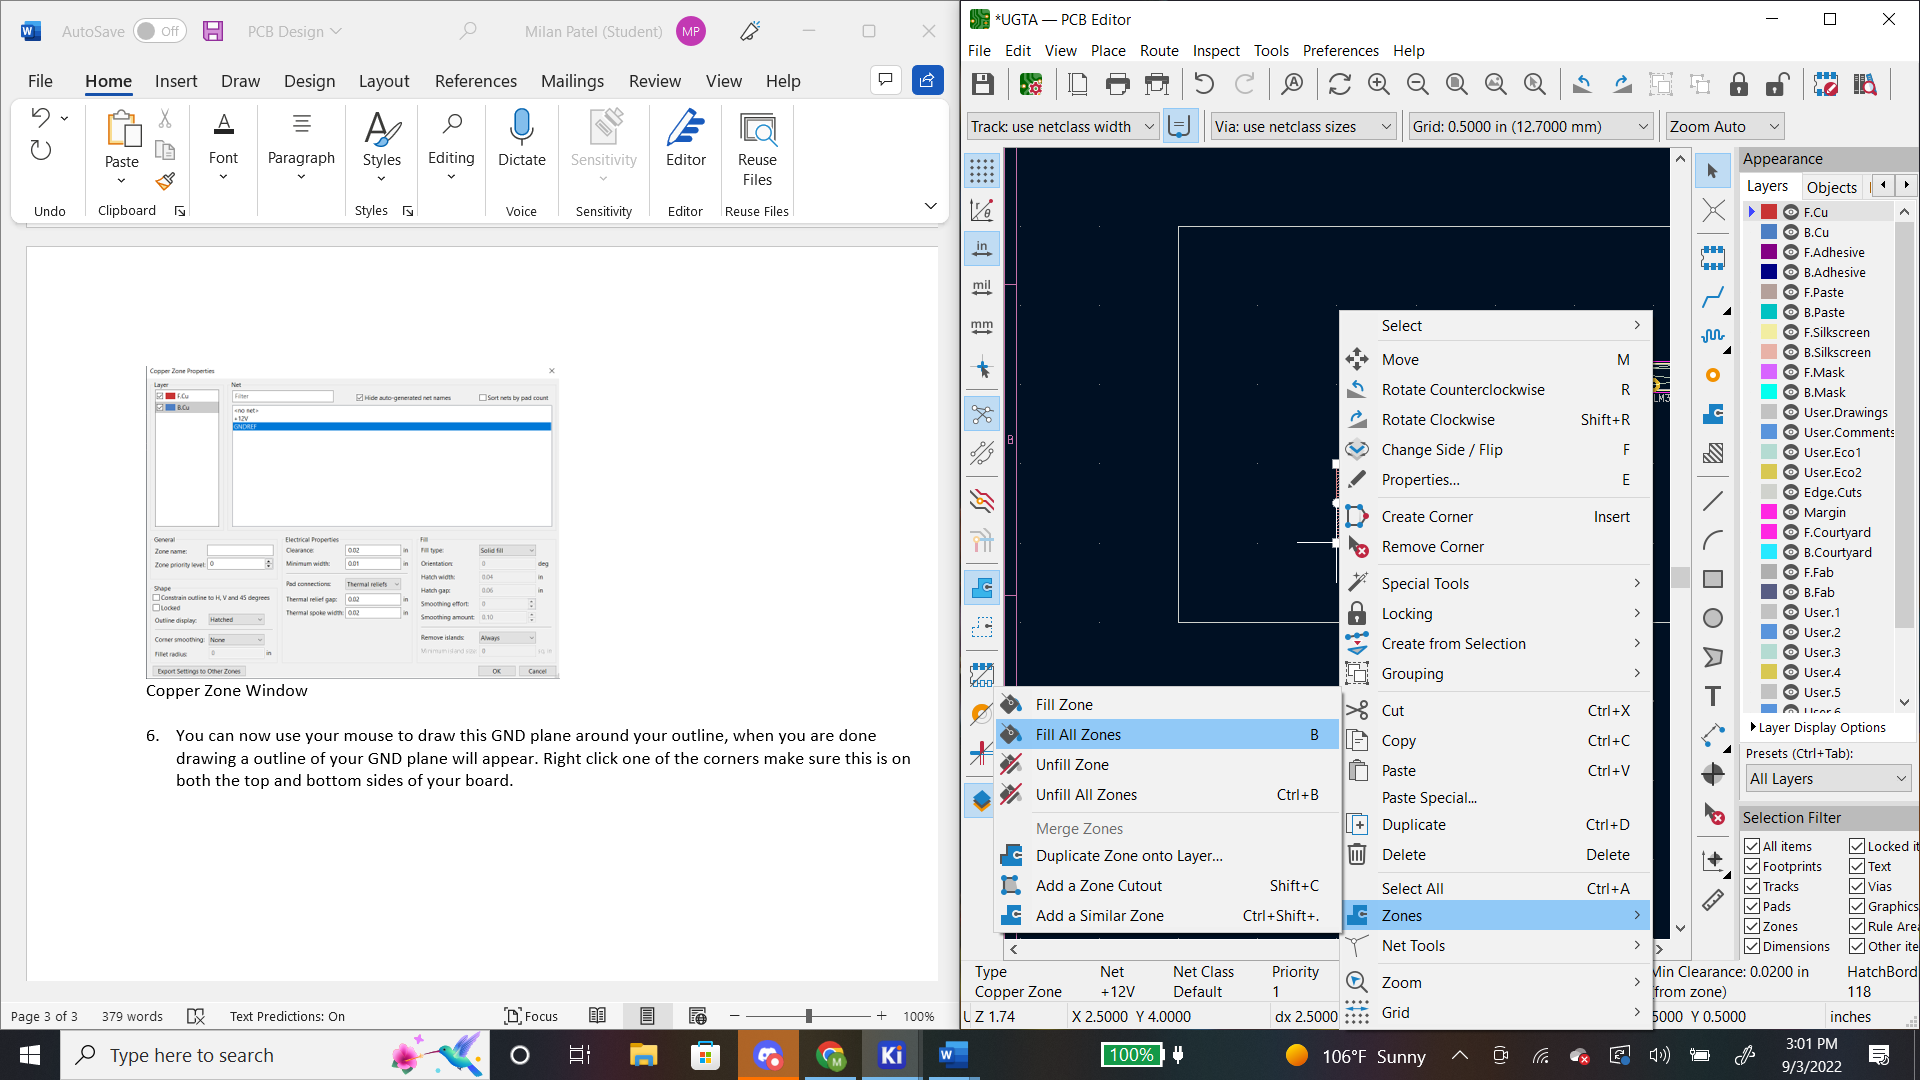 AutoSave Off PCB Design Milan Patel (Student) MP
File Home Insert Draw Design Layout References Mailings Review View Help
Paste Font Paragraph Styles Editing Dictate Sensitivity Editor Reuse Files
Undo Clipboard Styles Voice Sensitivity Editor Reuse Files
Copper Zone Properties
Layer
F.Cu
B.Cu
Net
Filter
Hide auto-generated net names
Sort nets by pad count
<no net>
+12V
GNDREF
General
Zone name:
Zone priority level: 0
Shape
Constrain outline to H, V and 45 degrees
Locked
Outline display: Hatched
Corner smoothing: None
Fillet radius: 0 in
Electrical Properties
Clearance: 0.02 in
Minimum width: 0.01 in
Pad connections: Thermal reliefs
Thermal relief gap: 0.02 in
Thermal spoke width: 0.02 in
Fill
Fill type: Solid fill
Orientation: 0 deg
Hatch width: 0.04 in
Hatch gap: 0.06 in
Smoothing effort: 0
Smoothing amount: 0.10
Remove islands: Always
Minimum island size: 0
Export Settings to Other Zones
OK Cancel
Copper Zone Window
6. You can now use your mouse to draw this GND plane around your outline, when you are done
drawing a outline of your GND plane will appear. Right click one of the corners make sure this is on
both the top and bottom sides of your board.
Page 3 of 3 379 words Text Predictions: On Focus 100%
*UGTA — PCB Editor
File Edit View Place Route Inspect Tools Preferences Help
Track: use netclass width Via: use netclass sizes Grid: 0.5000 in (12.7000 mm) Zoom Auto
in
mil
mm
B
LM3
Select
Move M
Rotate Counterclockwise R
Rotate Clockwise Shift+R
Change Side / Flip F
Properties... E
Create Corner Insert
Remove Corner
Special Tools
Locking
Create from Selection
Grouping
Cut Ctrl+X
Copy Ctrl+C
Paste Ctrl+V
Paste Special...
Duplicate Ctrl+D
Delete Delete
Select All Ctrl+A
Zones
Net Tools
Zoom
Grid
Fill Zone
Fill All Zones B
Unfill Zone
Unfill All Zones Ctrl+B
Merge Zones
Duplicate Zone onto Layer...
Add a Zone Cutout Shift+C
Add a Similar Zone Ctrl+Shift+.
Appearance
Layers Objects
F.Cu
B.Cu
F.Adhesive
B.Adhesive
F.Paste
B.Paste
F.Silkscreen
B.Silkscreen
F.Mask
B.Mask
User.Drawings
User.Comments
User.Eco1
User.Eco2
Edge.Cuts
Margin
F.Courtyard
B.Courtyard
F.Fab
B.Fab
User.1
User.2
User.3
User.4
User.5
User.6
Layer Display Options
Presets (Ctrl+Tab):
All Layers
Selection Filter
All items Locked it
Footprints Text
Tracks Vias
Pads Graphics
Zones Rule Area
Dimensions Other ite
Type Net Net Class Priority Min Clearance: 0.0200 in HatchBord
Copper Zone +12V Default 1 (from zone) 118
Z 1.74 X 2.5000 Y 4.0000 dx 2.5000 5000 Y 0.5000 inches
Type here to search
Ki
100%
106°F Sunny
3:01 PM
9/3/2022